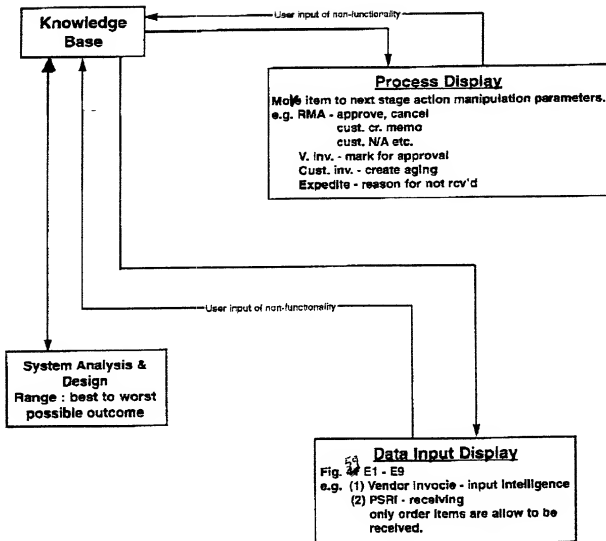 User input of non-functionality
Knowledge
Base
Process Display
Move item to next stage action manipulation parameters.
e.g. RMA - approve, cancel
cust. cr. memo
cust. N/A etc.
V. Inv. - mark for approval
Cust. inv. - create aging
Expedite - reason for not rcv'd
User input of non-functionality
System Analysis &
Design
Range : best to worst
possible outcome
Data Input Display
Fig. 59 E1 - E9
e.g. (1) Vendor invocie - input intelligence
(2) PSRI - receiving
only order items are allow to be
received.